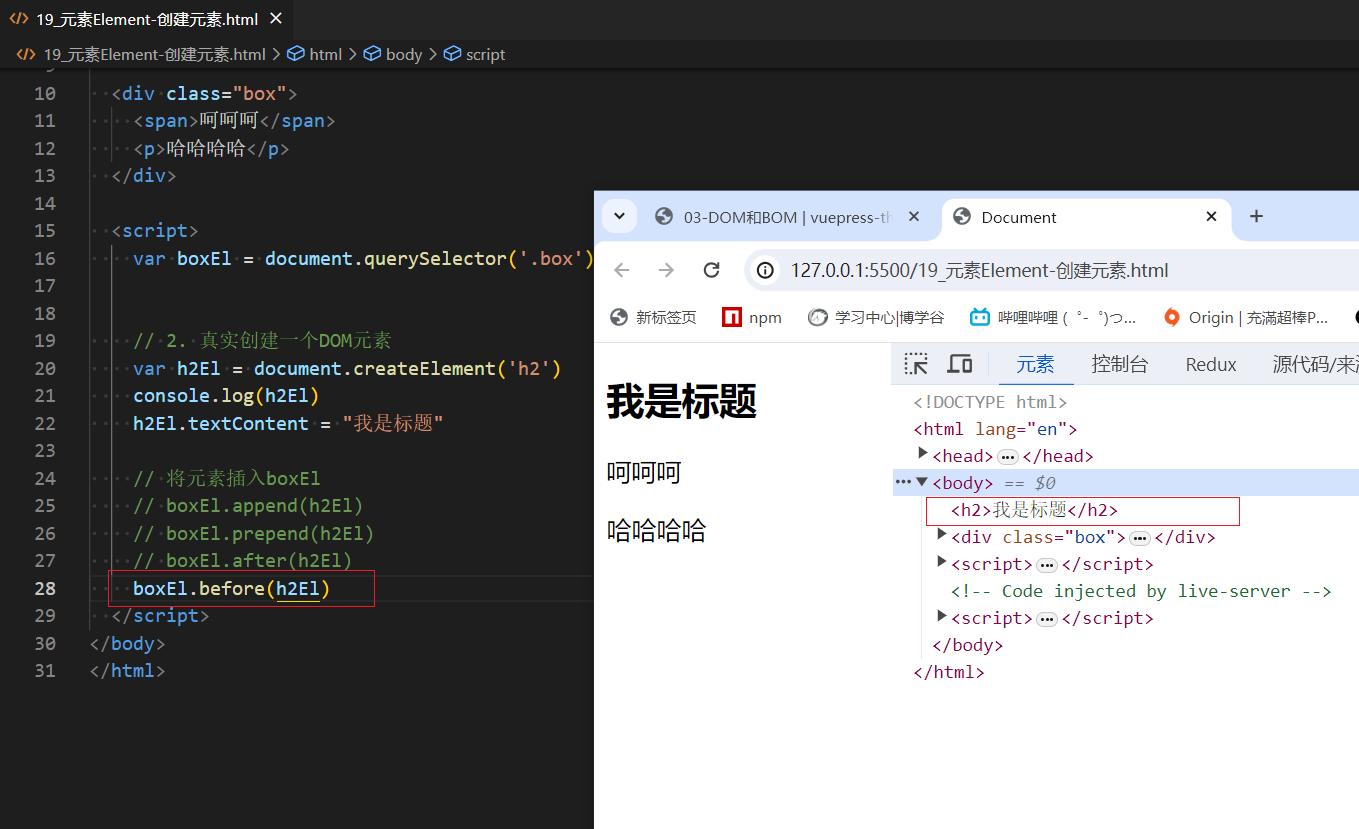 19_元素Element-创建元素.html
19_元素Element-创建元素.html > html > body > script
10 <div class="box">
11 <span>呵呵呵</span>
12 <p>哈哈哈哈</p>
13 </div>
14
15 <script>
16 var boxEl = document.querySelector('.box')
17
18
19 // 2. 真实创建一个DOM元素
20 var h2El = document.createElement('h2')
21 console.log(h2El)
22 h2El.textContent = "我是标题"
23
24 // 将元素插入boxEl
25 // boxEl.append(h2El)
26 // boxEl.prepend(h2El)
27 // boxEl.after(h2El)
28 boxEl.before(h2El)
29 </script>
30 </body>
31 </html>
03-DOM和BOM | vuepress-th Document
127.0.0.1:5500/19_元素Element-创建元素.html
新标签页 npm 学习中心|博学谷 哔哩哔哩 (゜-゜)つ... Origin | 充满超棒P...
元素 控制台 Redux 源代码/来源
我是标题
呵呵呵
哈哈哈哈
<!DOCTYPE html>
<html lang="en">
<head>…</head>
<body> == $0
<h2>我是标题</h2>
<div class="box">…</div>
<script>…</script>
<!-- Code injected by live-server -->
<script>…</script>
</body>
</html>